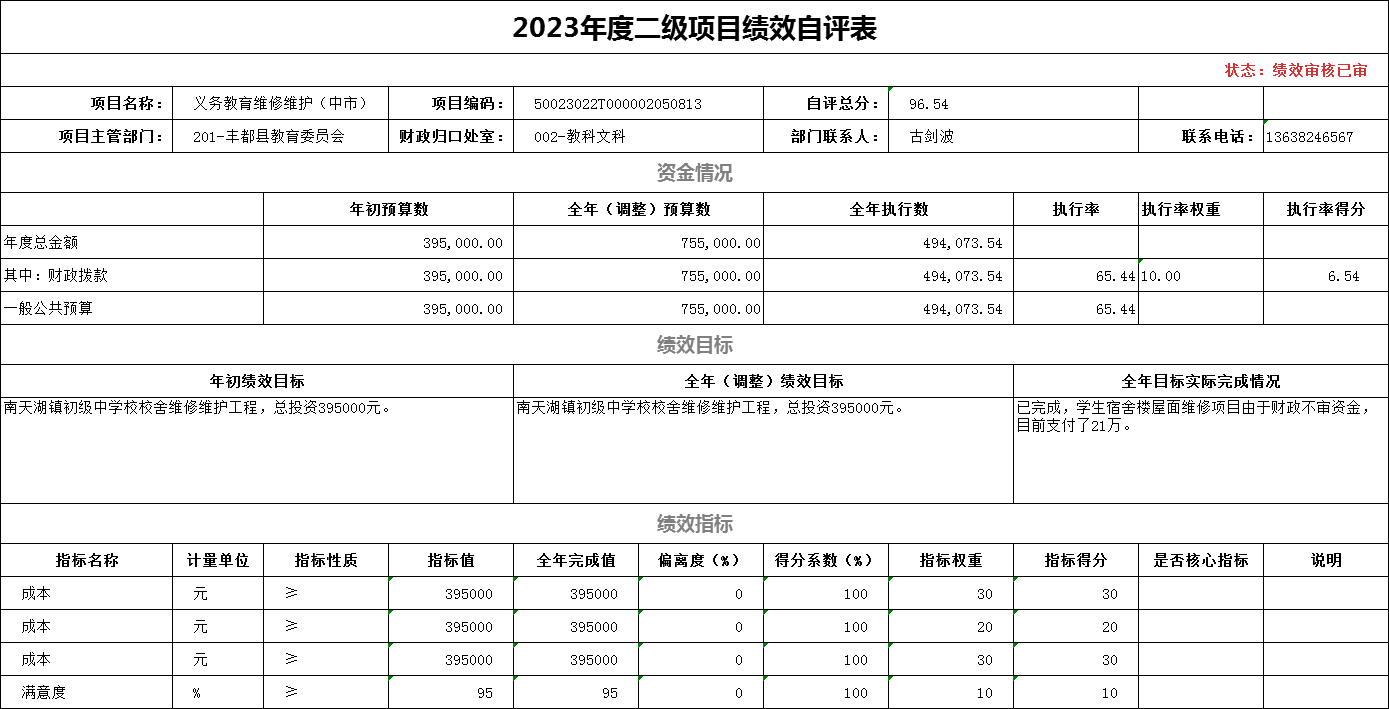 2023年度二级项目绩效自评表
状态：绩效审核已审
项目名称： 义务教育维修维护（中市） 项目编码： 50023022T000002050813 自评总分： 96.54
项目主管部门： 201-丰都县教育委员会 财政归口处室： 002-教科文科 部门联系人： 古剑波 联系电话： 13638246567
资金情况
年初预算数 全年（调整）预算数 全年执行数 执行率 执行率权重 执行率得分
年度总金额 395,000.00 755,000.00 494,073.54
其中：财政拨款 395,000.00 755,000.00 494,073.54 65.44 10.00 6.54
一般公共预算 395,000.00 755,000.00 494,073.54 65.44
绩效目标
年初绩效目标 全年（调整）绩效目标 全年目标实际完成情况
南天湖镇初级中学校校舍维修维护工程，总投资395000元。 南天湖镇初级中学校校舍维修维护工程，总投资395000元。 已完成，学生宿舍楼屋面维修项目由于财政不审资金，
目前支付了21万。
绩效指标
指标名称 计量单位 指标性质 指标值 全年完成值 偏离度（%） 得分系数（%） 指标权重 指标得分 是否核心指标 说明
成本 元 ≥ 395000 395000 0 100 30 30
成本 元 ≥ 395000 395000 0 100 20 20
成本 元 ≥ 395000 395000 0 100 30 30
满意度 % ≥ 95 95 0 100 10 10